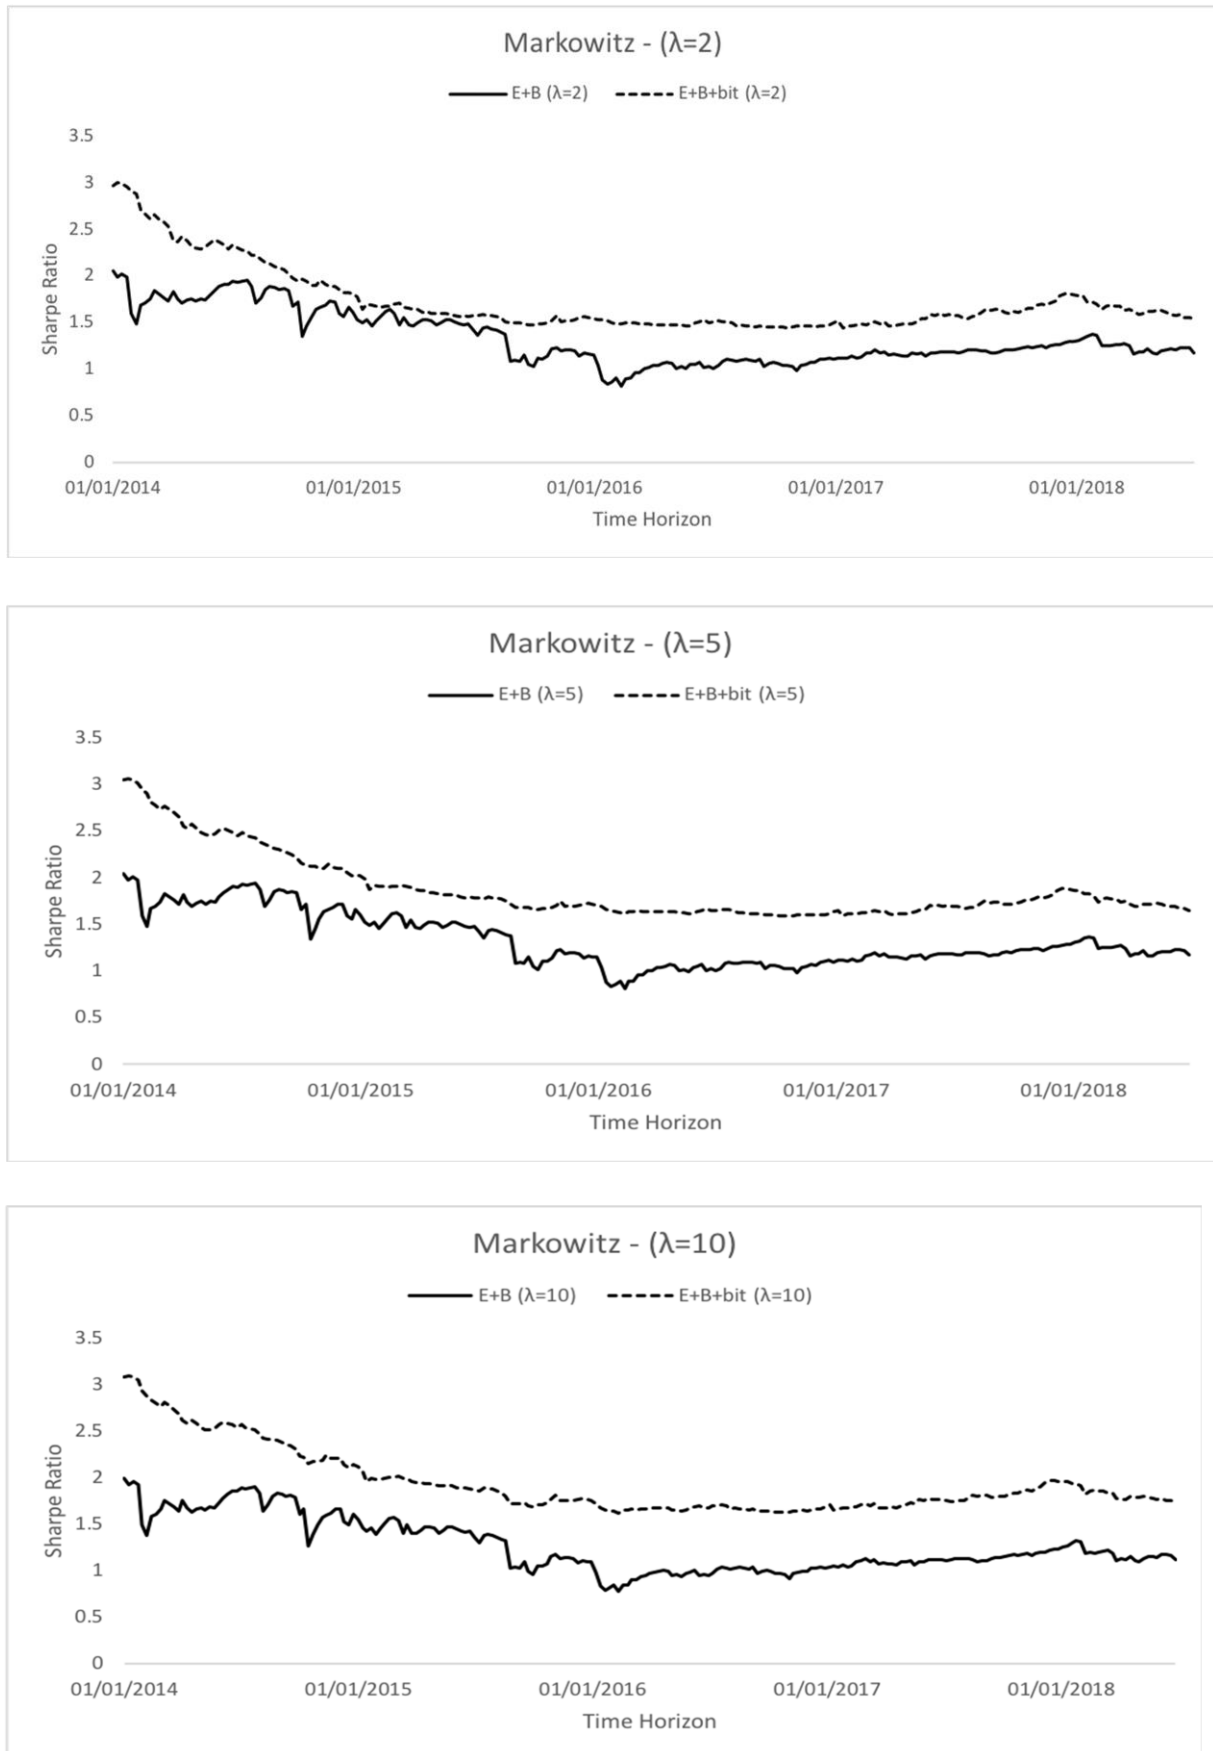 Markowitz - (λ=2)
E+B (λ=2) E+B+bit (λ=2)
3.5
3
2.5
2
1.5
1
0.5
0
Sharpe Ratio
01/01/2014 01/01/2015 01/01/2016 01/01/2017 01/01/2018
Time Horizon
Markowitz - (λ=5)
E+B (λ=5) E+B+bit (λ=5)
3.5
3
2.5
2
1.5
1
0.5
0
Sharpe Ratio
01/01/2014 01/01/2015 01/01/2016 01/01/2017 01/01/2018
Time Horizon
Markowitz - (λ=10)
E+B (λ=10) E+B+bit (λ=10)
3.5
3
2.5
2
1.5
1
0.5
0
Sharpe Ratio
01/01/2014 01/01/2015 01/01/2016 01/01/2017 01/01/2018
Time Horizon